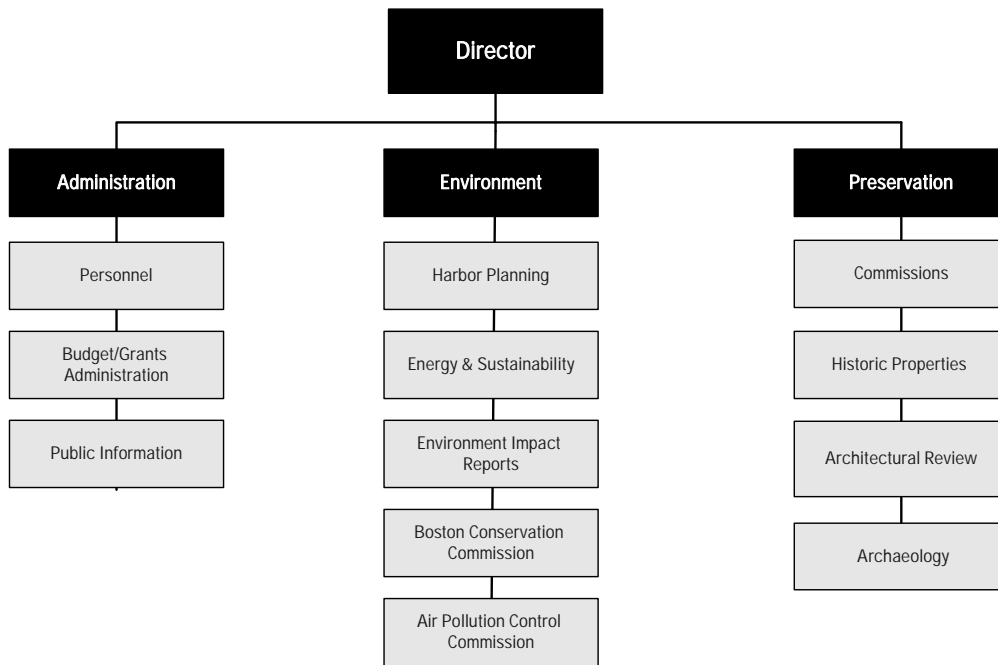 Director
Administration
Environment
Preservation
Personnel
Harbor Planning
Commissions
Budget/Grants
Administration
Energy & Sustainability
Historic Properties
Public Information
Environment Impact
Reports
Architectural Review
Boston Conservation
Commission
Archaeology
Air Pollution Control
Commission